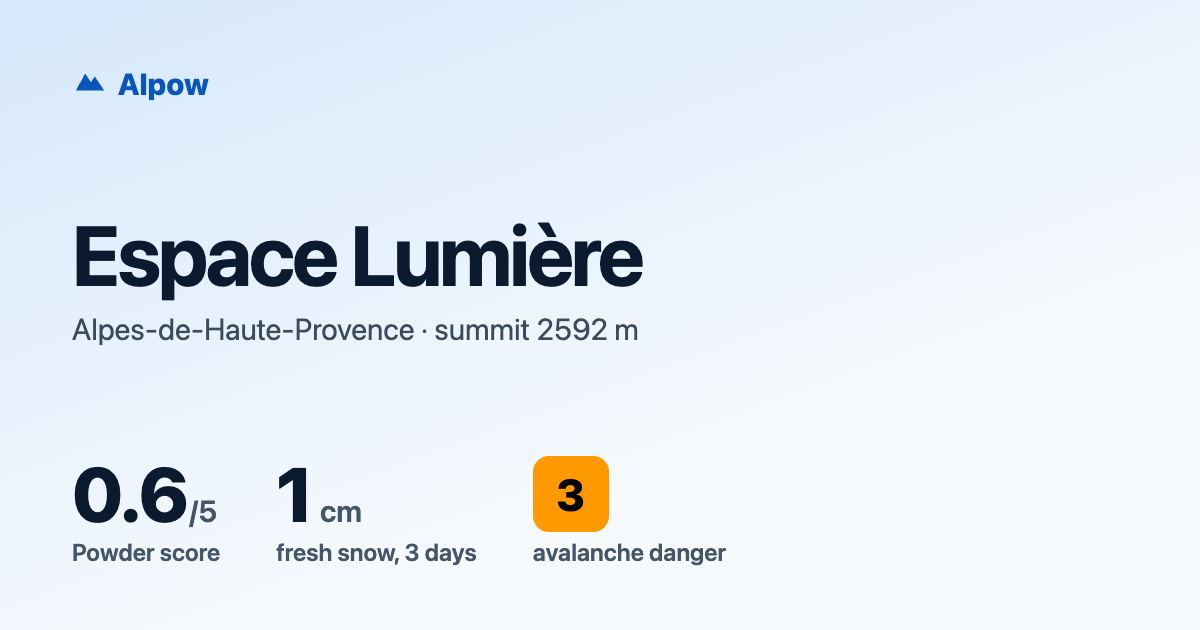 Alpow
Espace Lumière
Alpes-de-Haute-Provence · summit 2592 m
0.6/5
Powder score
1 cm
fresh snow, 3 days
3
avalanche danger